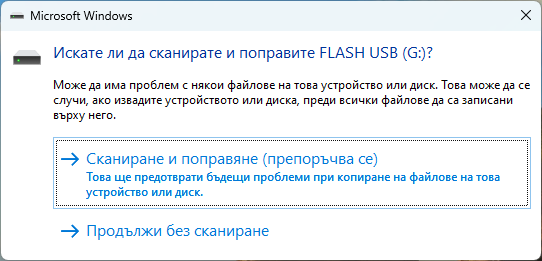 Microsoft Windows
Искате ли да сканирате и поправите FLASH USB (G:)?
Може да има проблем с някои файлове на това устройство или диск. Това може да се
случи, ако извадите устройството или диска, преди всички файлове да са записани
върху него.
Сканиране и поправяне (препоръчва се)
Това ще предотврати бъдещи проблеми при копиране на файлове на това
устройство или диск.
Продължи без сканиране